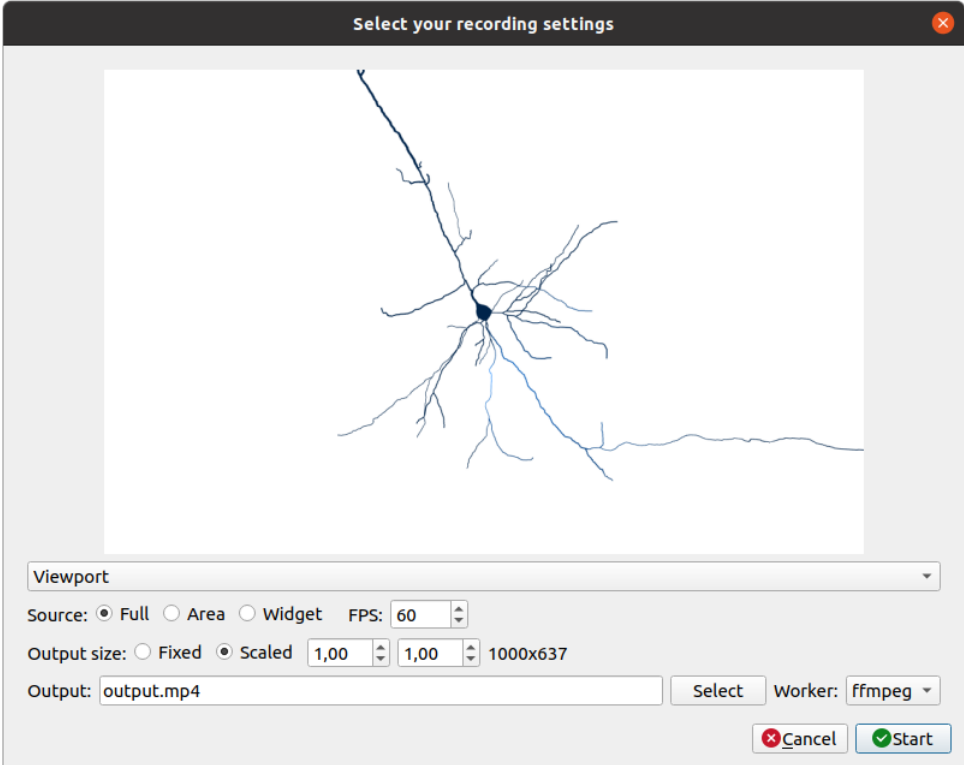 Select your recording settings
Viewport
Source: Full Area Widget FPS: 60
Output size: Fixed Scaled 1,00 1,00 1000x637
Output: output.mp4 Select Worker: ffmpeg
Cancel Start